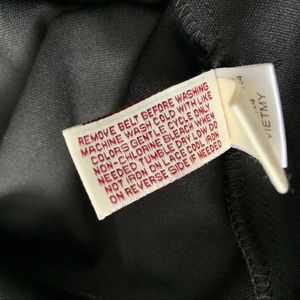 REMOVE BELT BEFORE WASHING
MACHINE WASH COLD WITH LIKE
COLORS GENTLE CYCLE ONLY
NON-CHLORINE BLEACH WHEN
NEEDED TUMBLE DRY LOW DO
NOT IRON ON LACE COOL IRON
ON REVERSE SIDE IF NEEDED
VIETMY